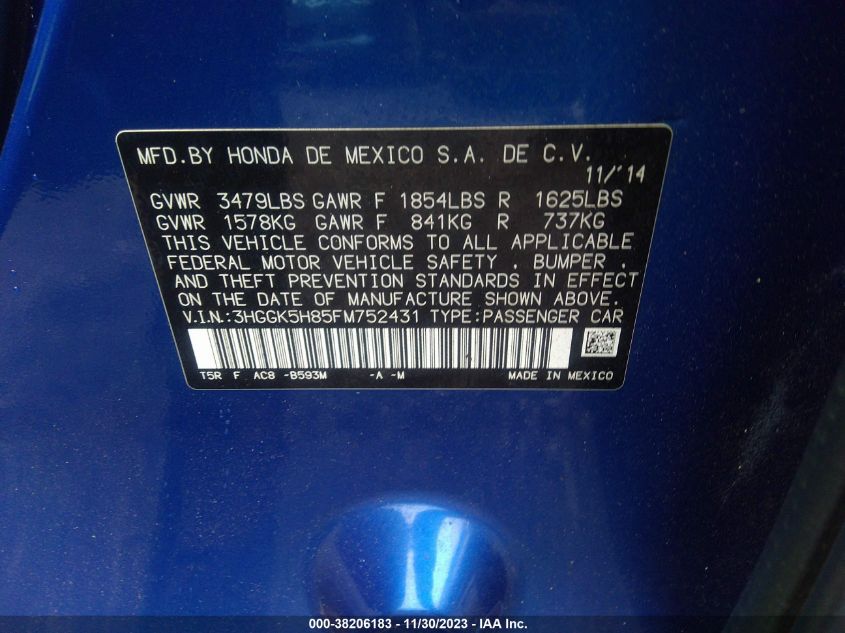 MFD.BY HONDA DE MEXICO S.A. DE C.V.
11/'14
GVWR 3479LBS GAWR F 1854LBS R 1625LBS
GVWR 1578KG GAWR F 841KG R 737KG
THIS VEHICLE CONFORMS TO ALL APPLICABLE
FEDERAL MOTOR VEHICLE SAFETY , BUMPER ,
AND THEFT PREVENTION STANDARDS IN EFFECT
ON THE DATE OF MANUFACTURE SHOWN ABOVE.
V.I.N.:3HGGK5H85FM752431 TYPE:PASSENGER CAR
T5R F AC8 -B593M -A -M MADE IN MEXICO
000-38206183 - 11/30/2023 - IAA Inc.